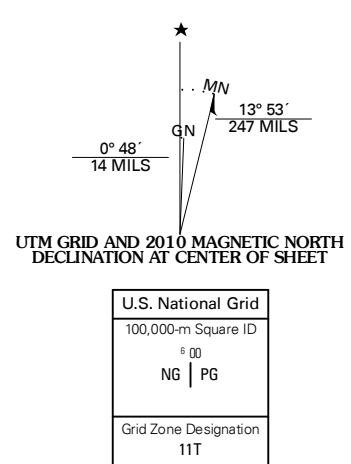 ★
MN
GN
13° 53´
247 MILS
0° 48´
14 MILS
UTM GRID AND 2010 MAGNETIC NORTH
DECLINATION AT CENTER OF SHEET
U.S. National Grid
100,000-m Square ID
6 00
NG | PG
Grid Zone Designation
11T